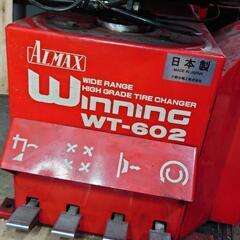 ALMAX
日本製
MADE IN JAPAN
WIDE RANGE
HIGH GRADE TIRE CHANGER
Winning
WT-602